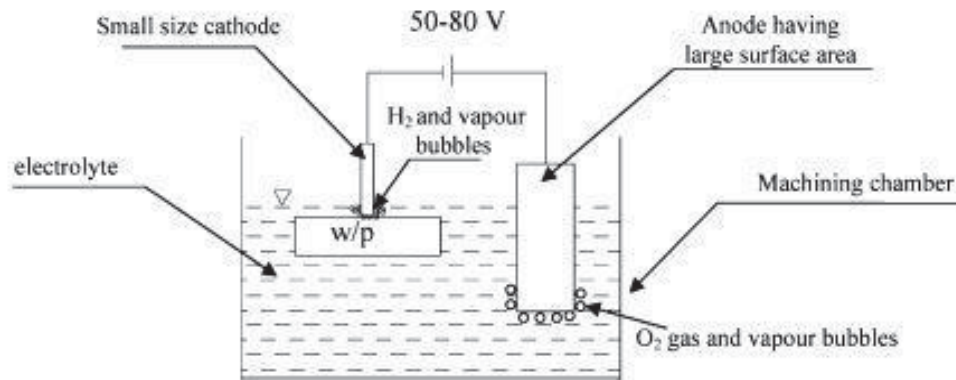 Small size cathode
50-80 V
Anode having
large surface area
H₂ and vapour
bubbles
electrolyte
Machining chamber
w/p
O₂ gas and vapour bubbles